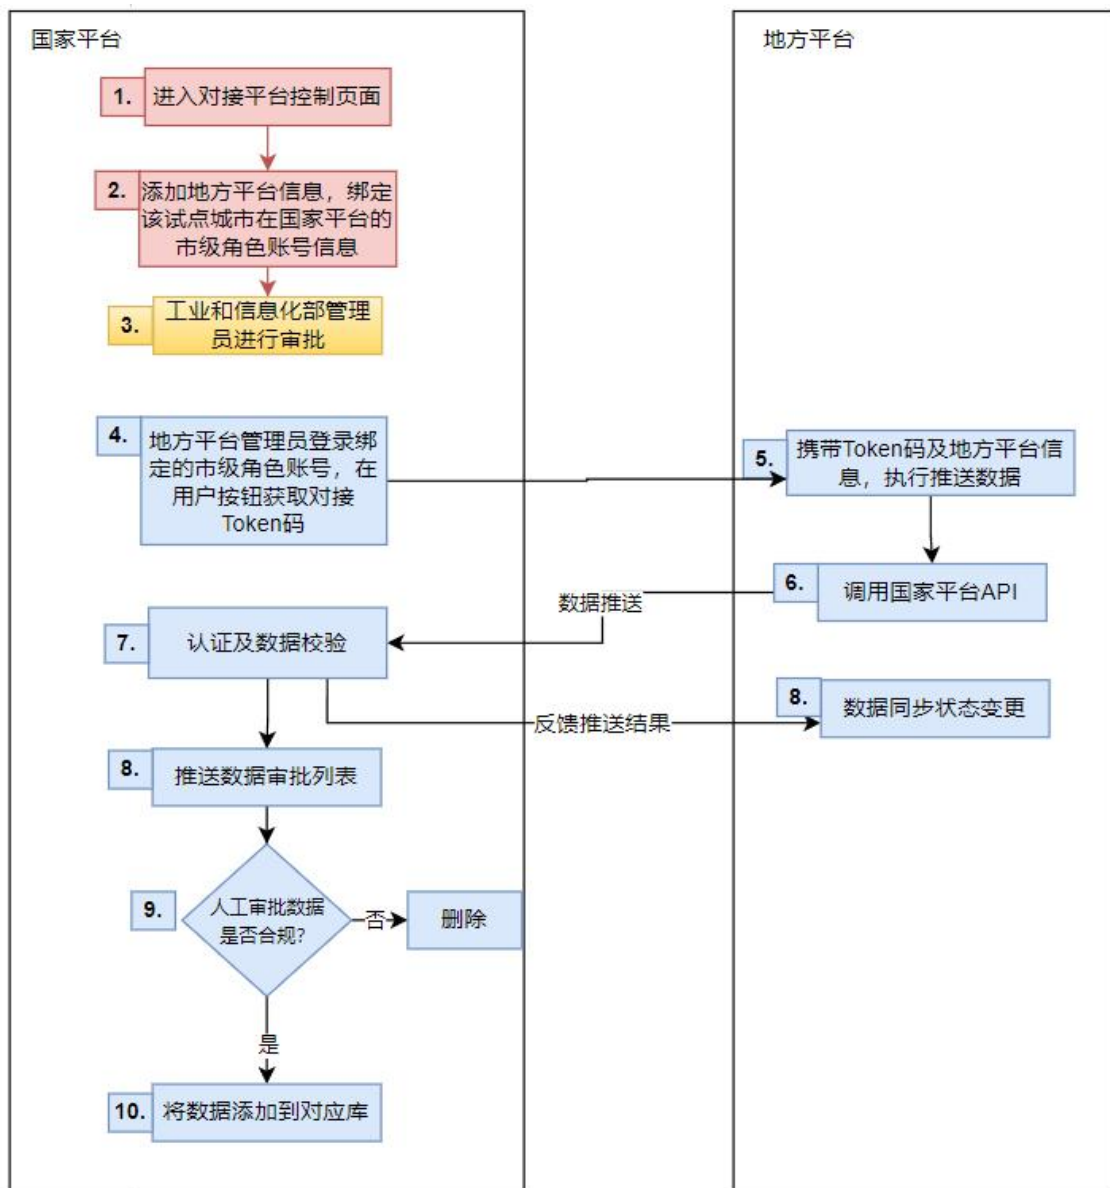 国家平台
地方平台
1.
进入对接平台控制页面
2.
添加地方平台信息，绑定
该试点城市在国家平台的
市级角色账号信息
3.
工业和信息化部管理
员进行审批
4.
地方平台管理员登录绑
定的市级角色账号，在
用户按钮获取对接
Token码
5.
携带Token码及地方平台信
息，执行推送数据
6.
调用国家平台API
数据推送
7.
认证及数据校验
反馈推送结果
8.
数据同步状态变更
8.
推送数据审批列表
9.
人工审批数据
是否合规？
否
删除
是
10.
将数据添加到对应库